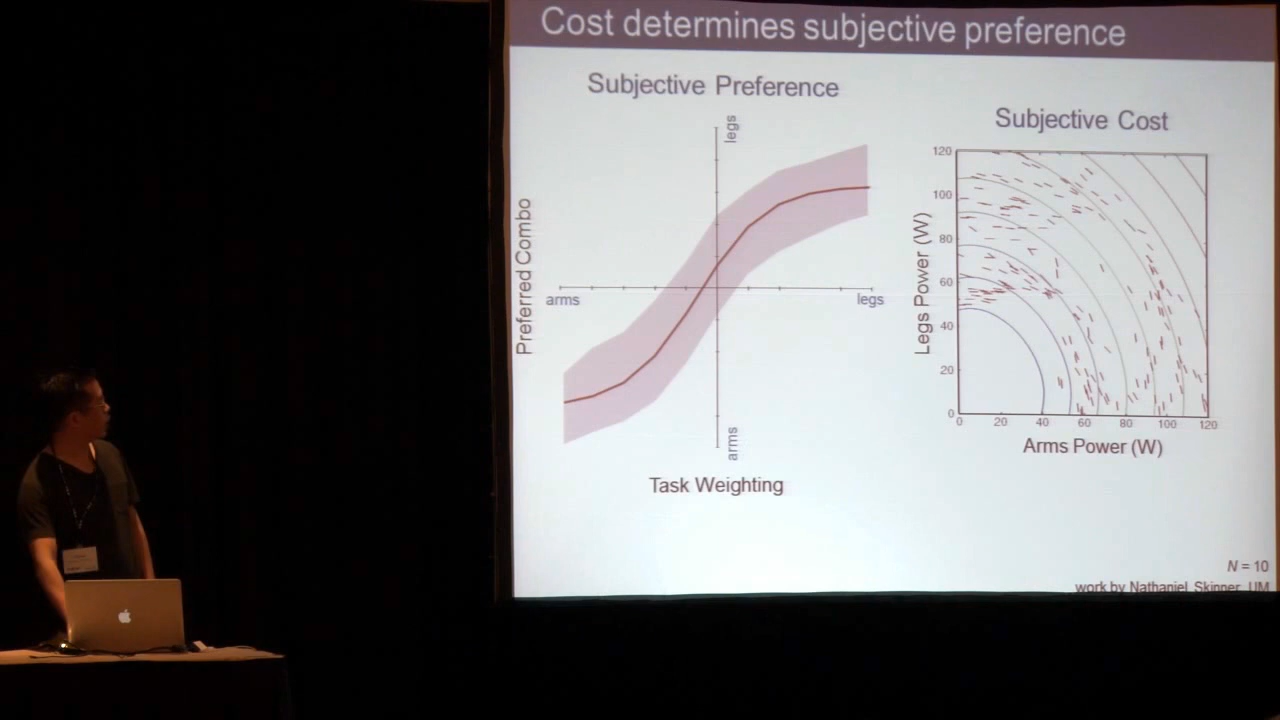 Cost determines subjective preference
Subjective Preference
legs
Preferred Combo
arms
legs
arms
Task Weighting
Subjective Cost
120
100
80
60
40
20
0
Legs Power (W)
0 20 40 60 80 100 120
Arms Power (W)
N = 10
work by Nathaniel Skinner, UM